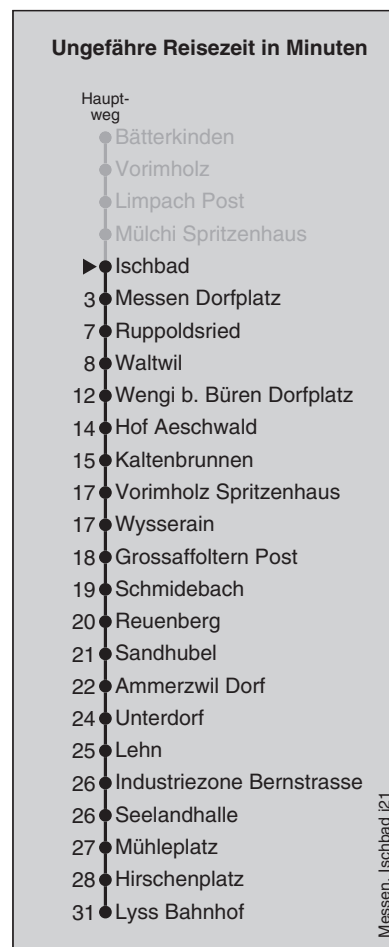 Ungefähre Reisezeit in Minuten
Haupt-
weg
Bätterkinden
Vorimholz
Limpach Post
Mülchi Spritzenhaus
Ischbad
3 Messen Dorfplatz
7 Ruppoldsried
8 Waltwil
12 Wengi b. Büren Dorfplatz
14 Hof Aeschwald
15 Kaltenbrunnen
17 Vorimholz Spritzenhaus
17 Wysserain
18 Grossaffoltern Post
19 Schmidebach
20 Reuenberg
21 Sandhubel
22 Ammerzwil Dorf
24 Unterdorf
25 Lehn
26 Industriezone Bernstrasse
26 Seelandhalle
27 Mühleplatz
28 Hirschenplatz
31 Lyss Bahnhof
Messen, Ischbad j21